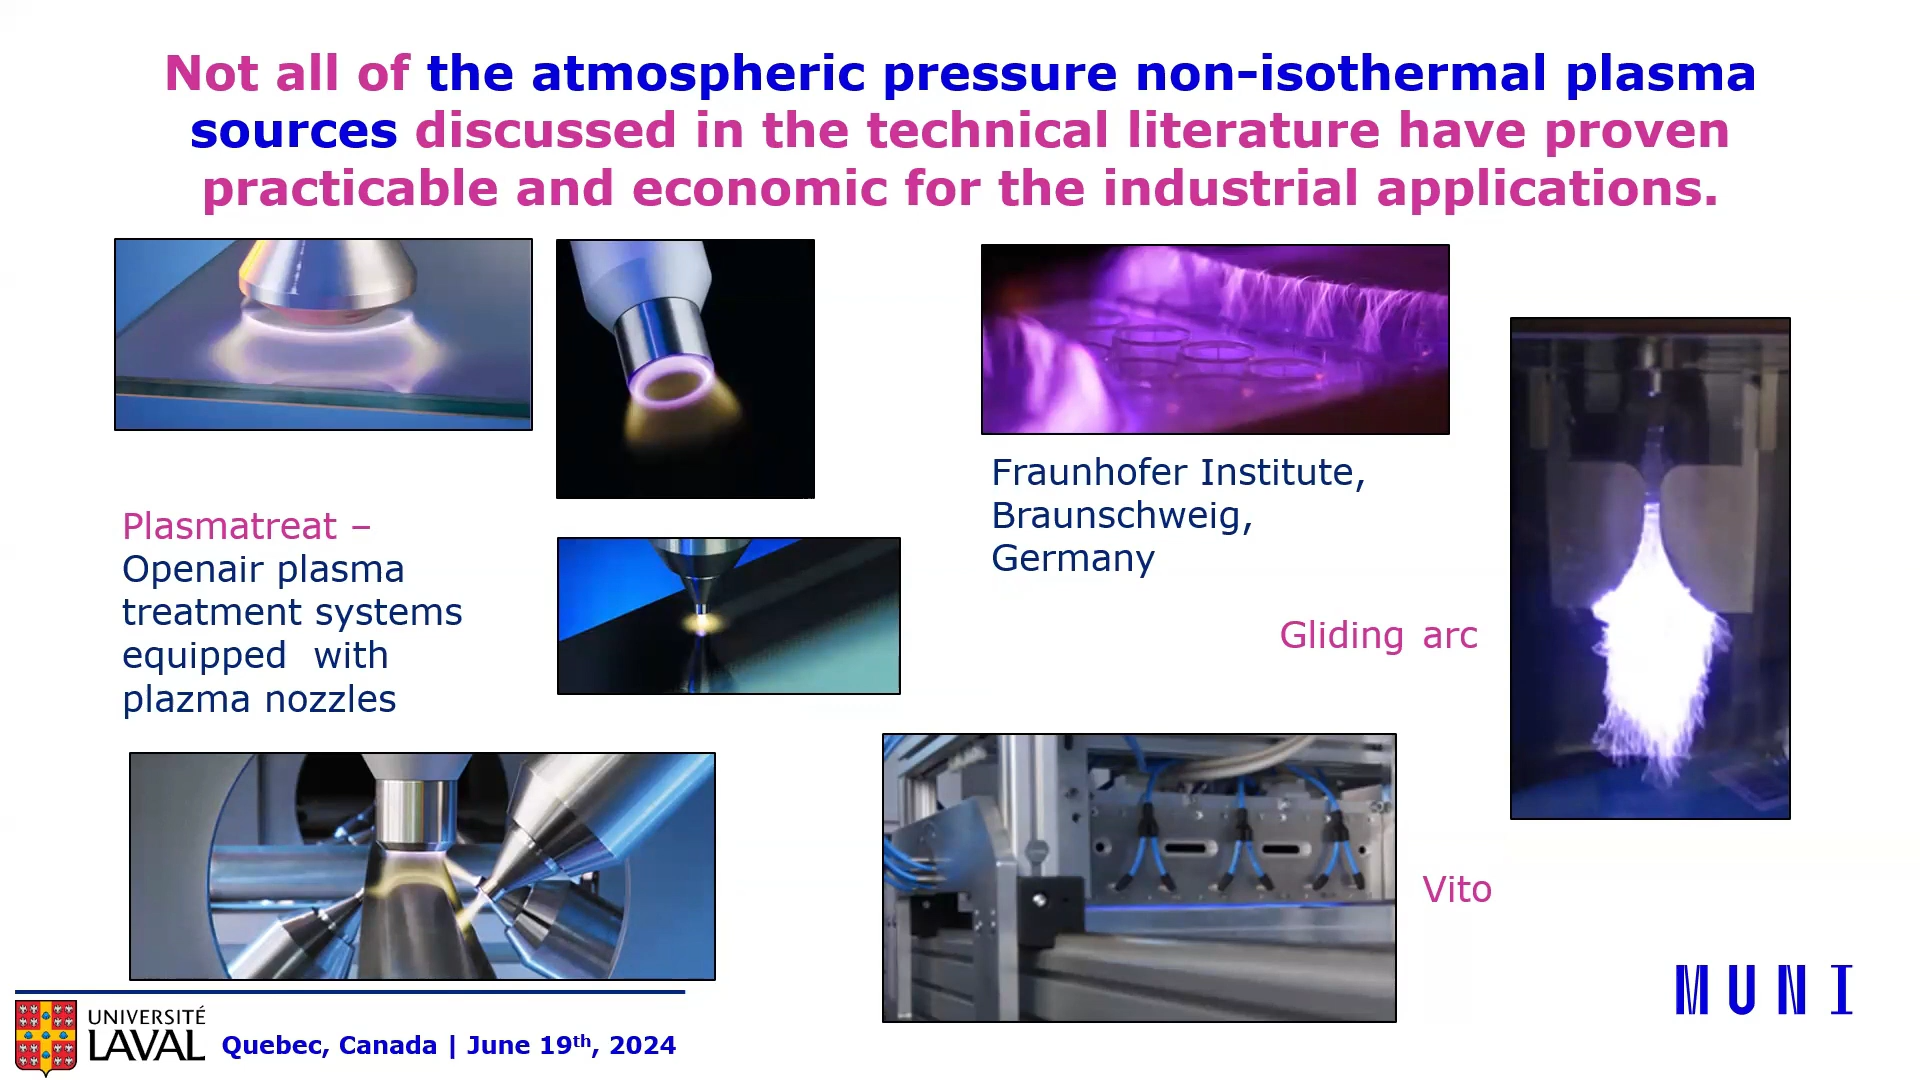 Not all of the atmospheric pressure non-isothermal plasma
sources discussed in the technical literature have proven
practicable and economic for the industrial applications.
Plasmatreat –
Openair plasma
treatment systems
equipped with
plazma nozzles
Fraunhofer Institute,
Braunschweig,
Germany
Gliding arc
Vito
MUNI
UNIVERSITÉ
LAVAL
Quebec, Canada | June 19th, 2024